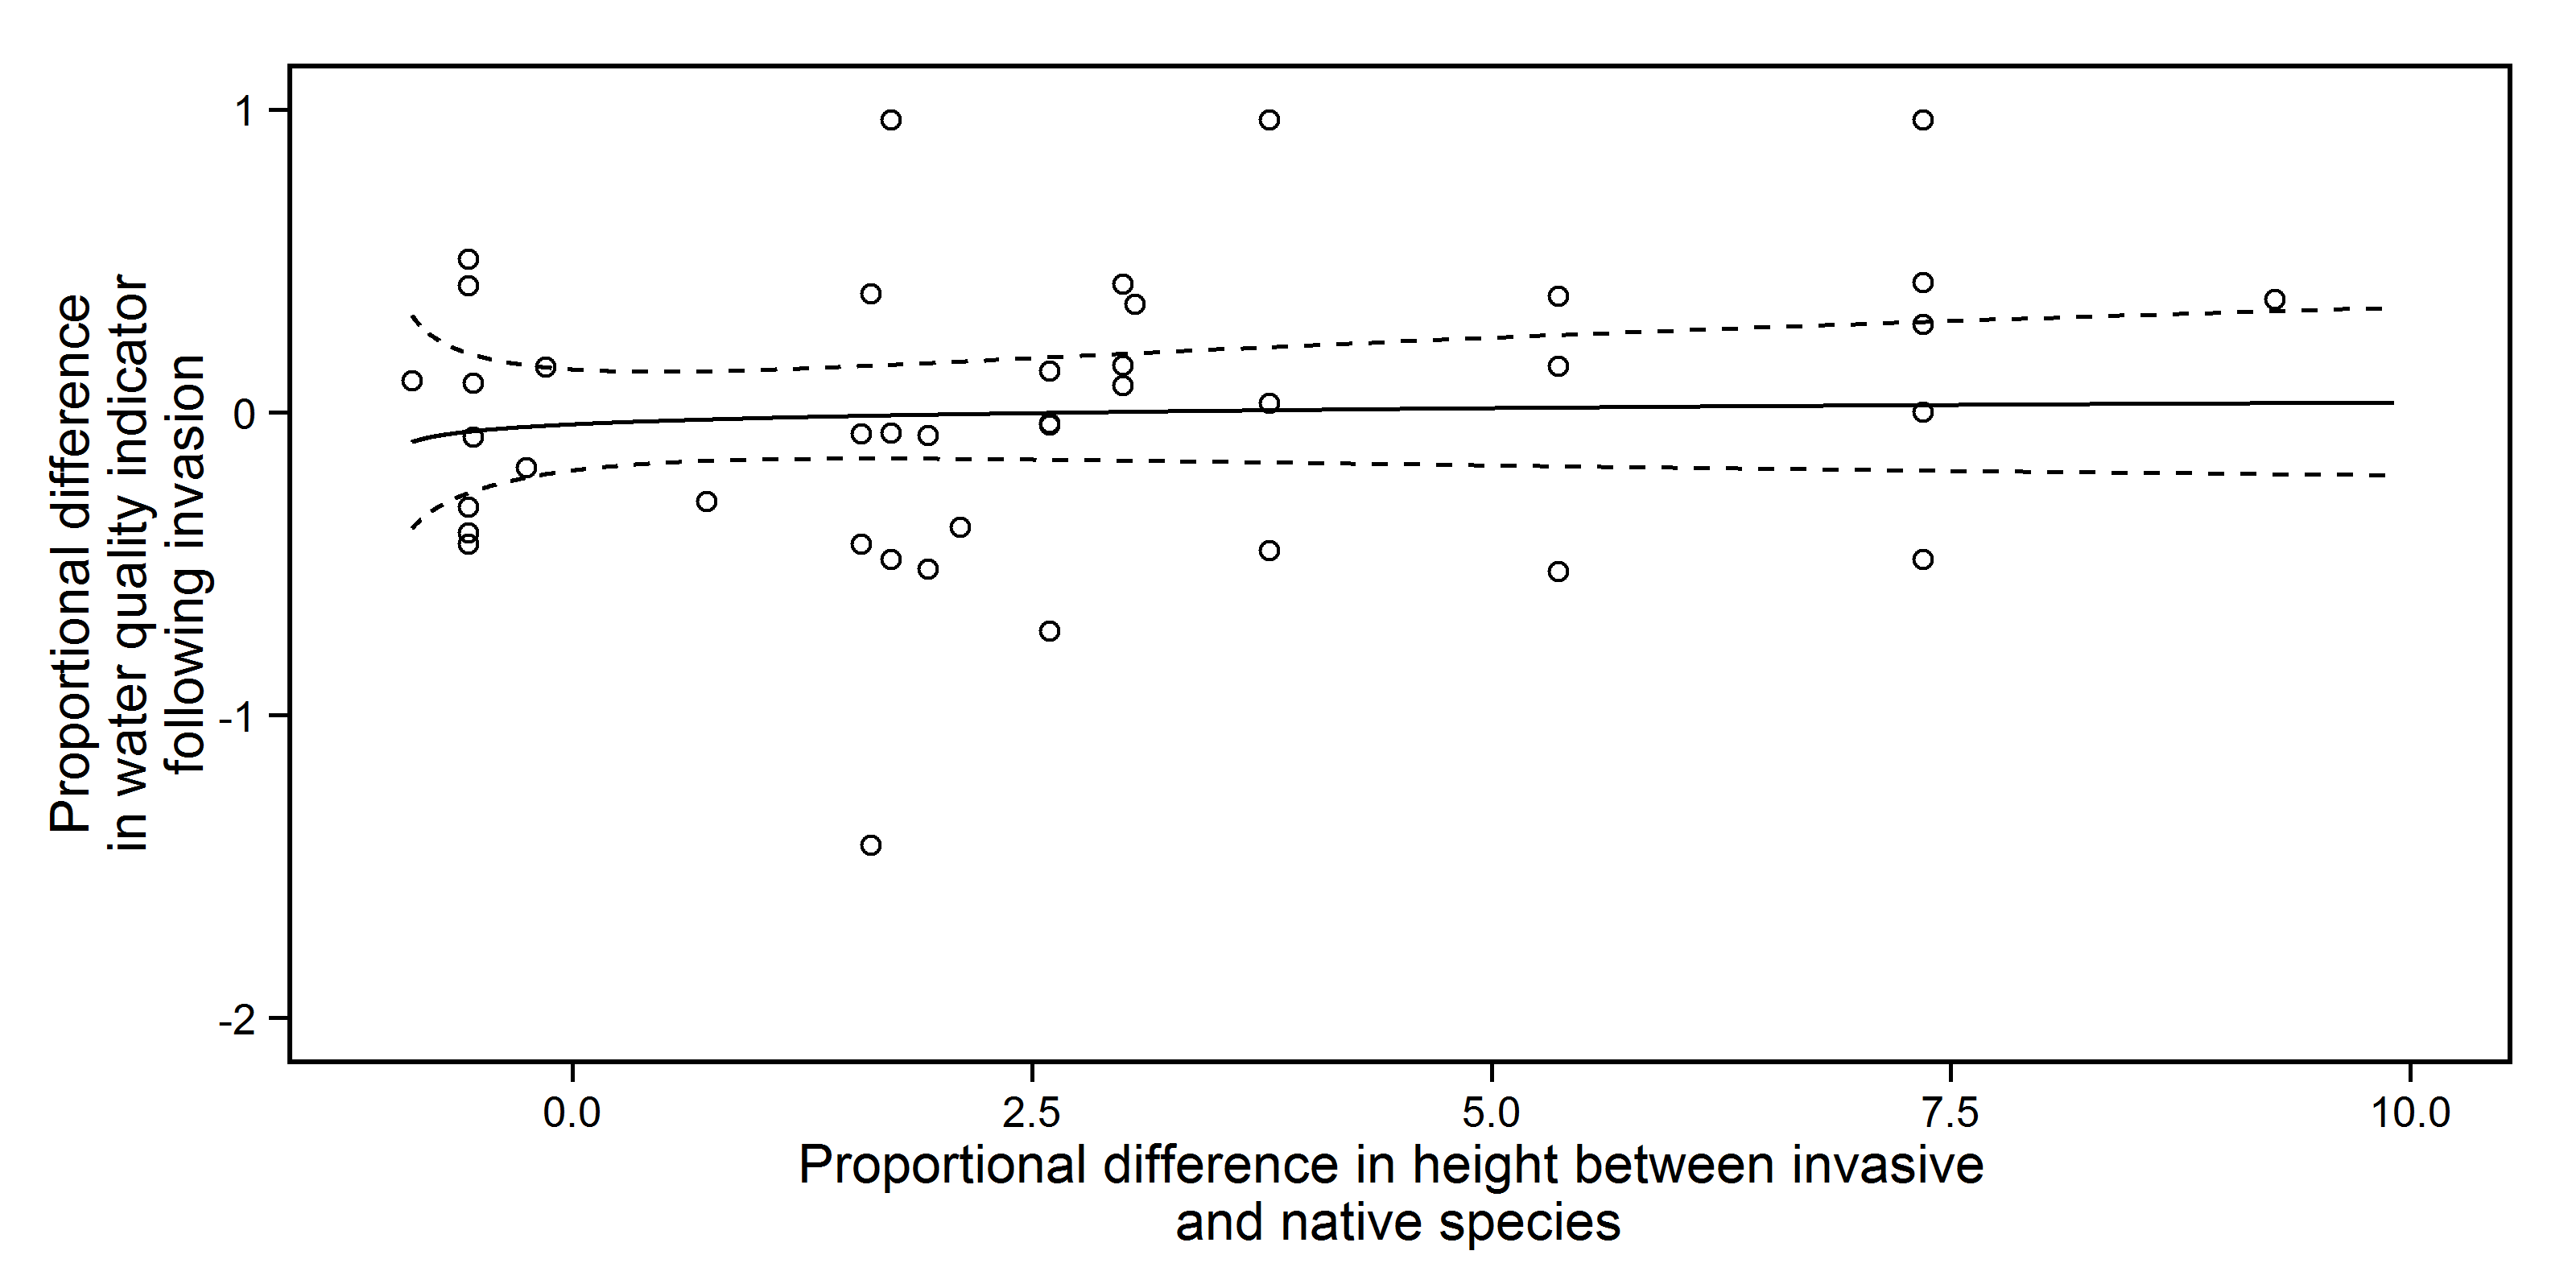 Proportional difference
in water quality indicator
following invasion
1
0
-1
-2
0.0
2.5
5.0
7.5
10.0
Proportional difference in height between invasive
and native species